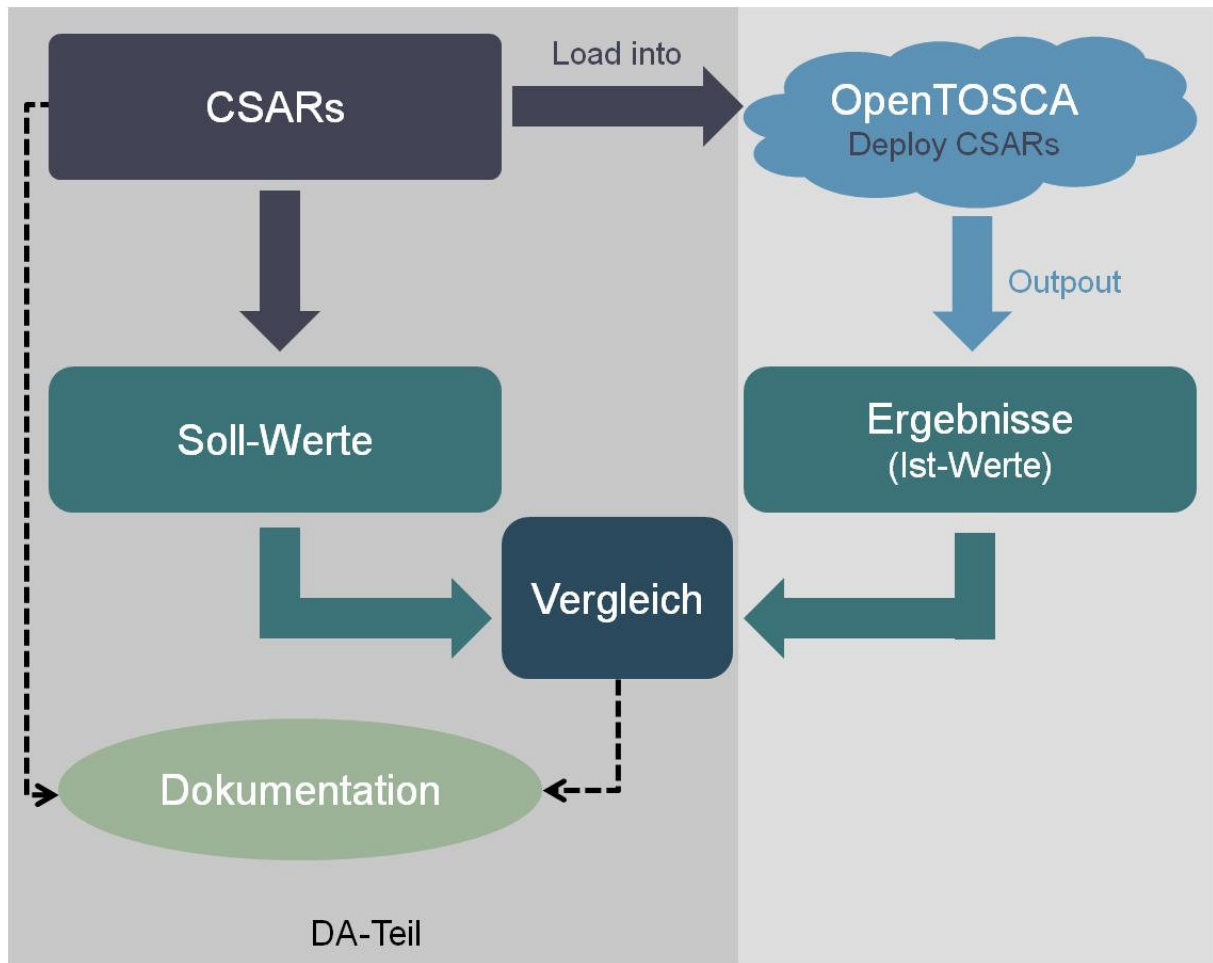 CSARs
Load into
OpenTOSCA
Deploy CSARs
Outpout
Soll-Werte
Ergebnisse
(Ist-Werte)
Vergleich
Dokumentation
DA-Teil